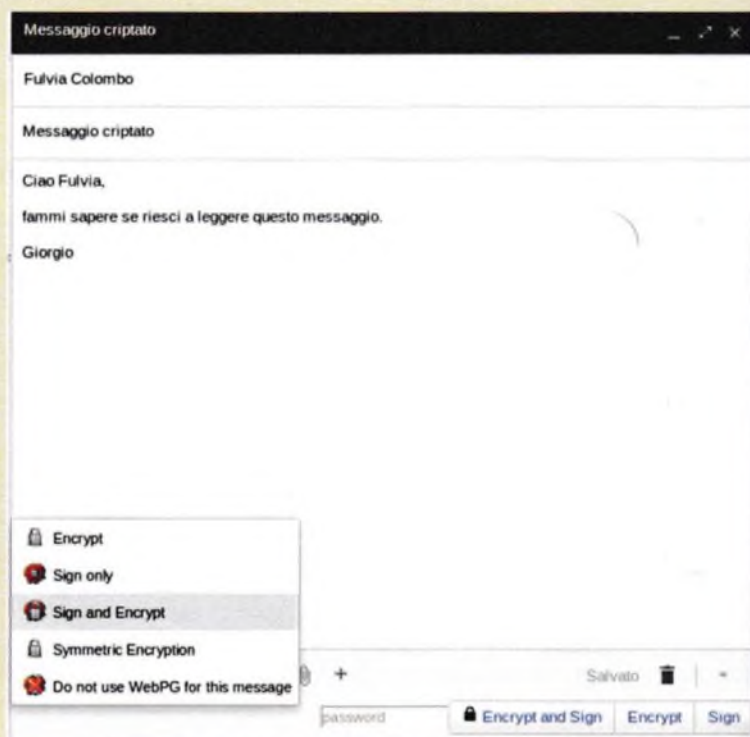 Messaggio criptato
Fulvia Colombo
Messaggio criptato
Ciao Fulvia,
fammi sapere se riesci a leggere questo messaggio.
Giorgio
Encrypt
Sign only
Sign and Encrypt
Symmetric Encryption
Do not use WebPG for this message
Salvato
password
Encrypt and Sign
Encrypt
Sign